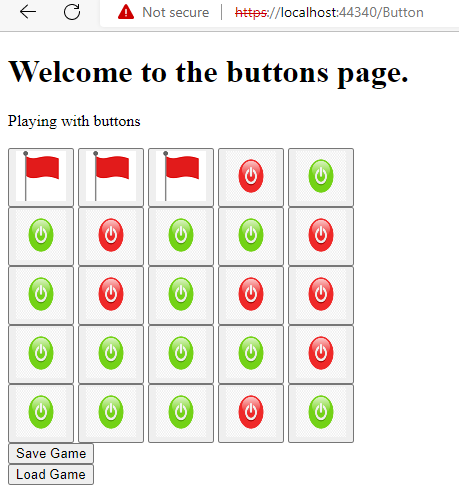 Not secure | https://localhost:44340/Button
Welcome to the buttons page.
Playing with buttons
Save Game
Load Game